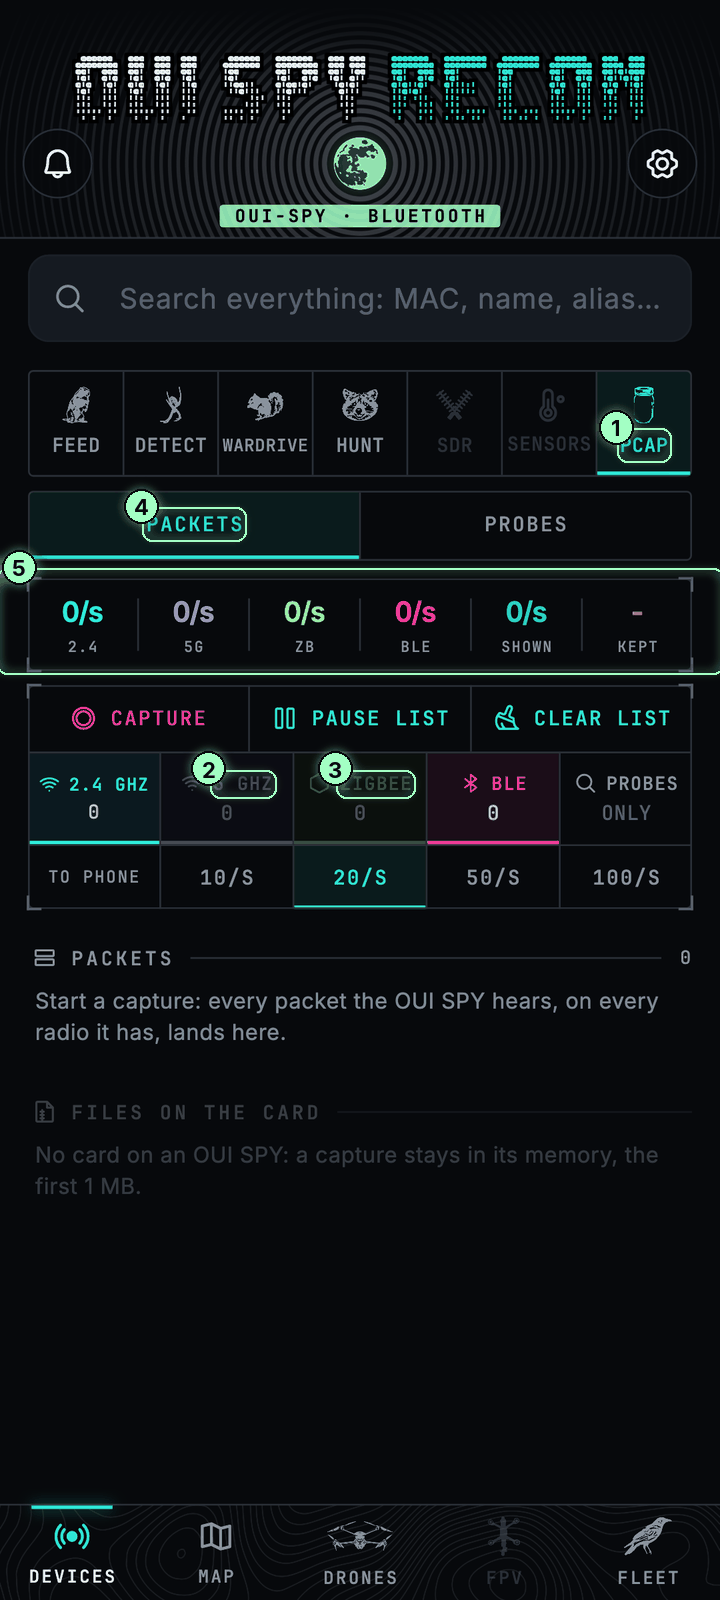 OUI SPY RECON
OUI-SPY · BLUETOOTH
Search everything: MAC, name, alias...
FEED DETECT WARDRIVE HUNT SDR SENSORS PCAP
1
4
PACKETS PROBES
5
0/s 0/s 0/s 0/s 0/s -
2.4 5G ZB BLE SHOWN KEPT
CAPTURE PAUSE LIST CLEAR LIST
2 3
2.4 GHZ GHZ ZIGBEE BLE PROBES
0 0 0 0 ONLY
TO PHONE 10/S 20/S 50/S 100/S
PACKETS 0
Start a capture: every packet the OUI SPY hears, on every
radio it has, lands here.
FILES ON THE CARD
No card on an OUI SPY: a capture stays in its memory, the
first 1 MB.
DEVICES MAP DRONES FPV FLEET